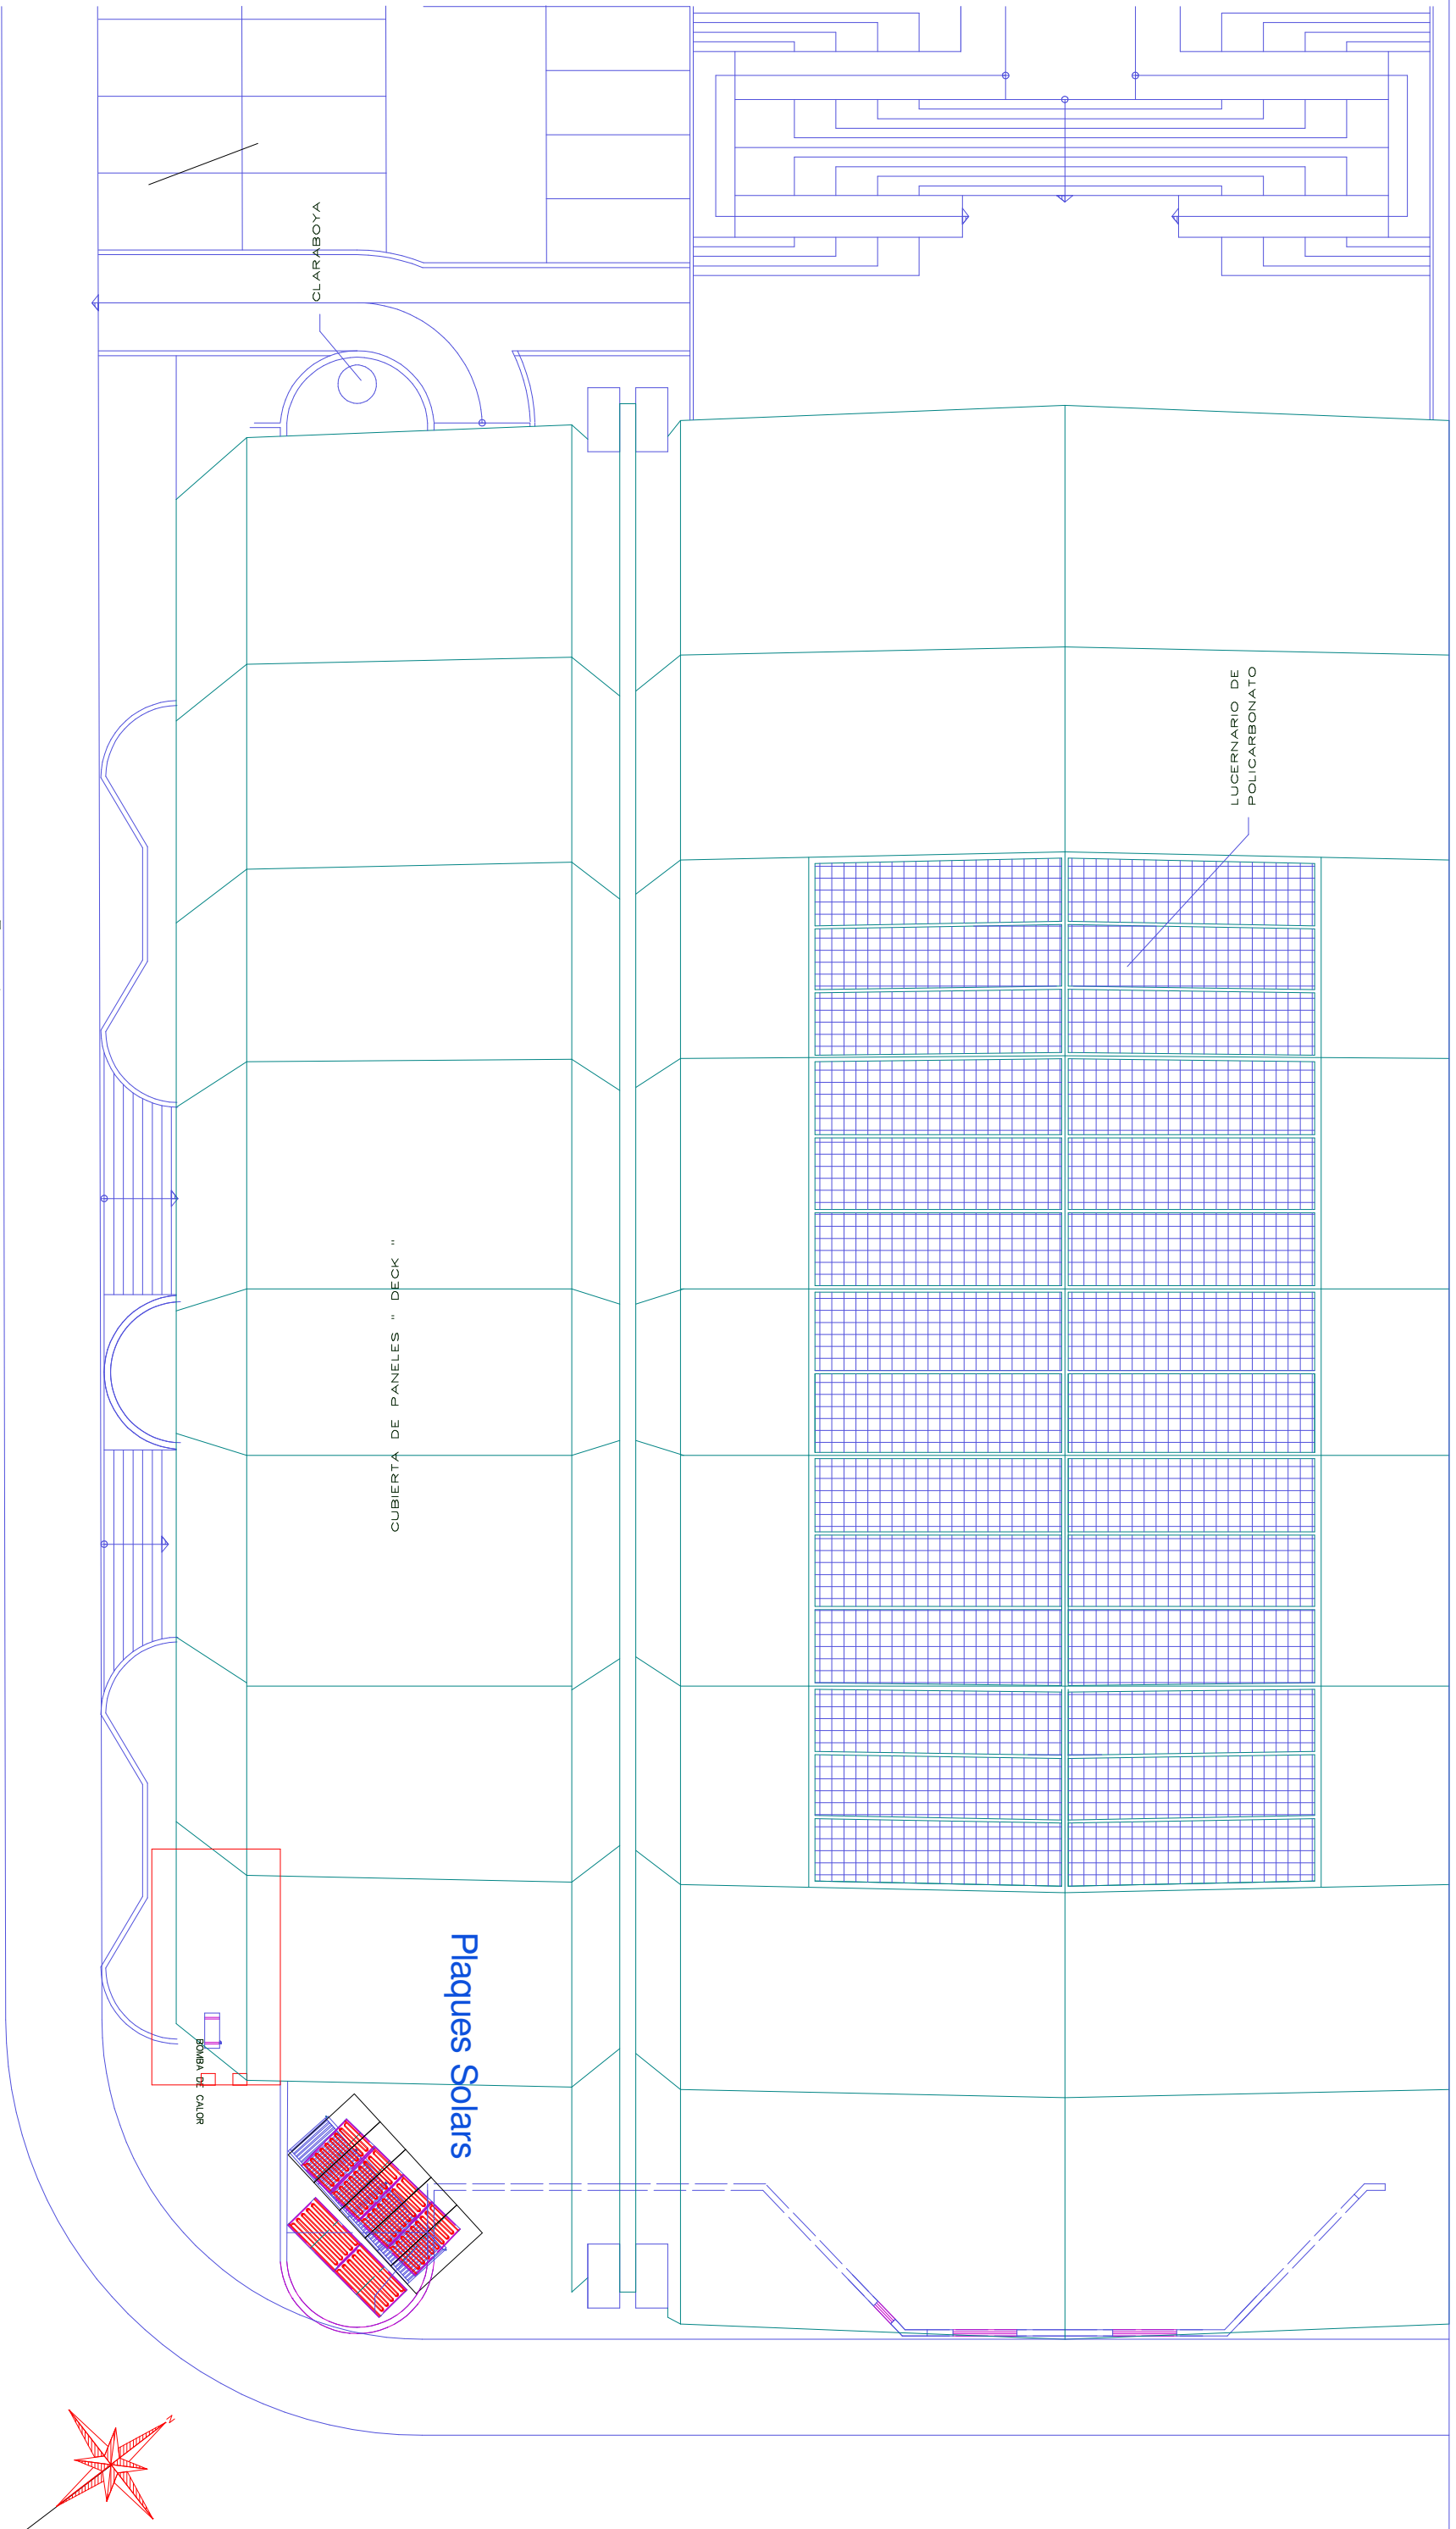 CLARABOYA
LUCERNARIO DE
POLICARBONATO
CUBIERTA DE PANELES " DECK "
Plaques Solars
BOMBA DE CALOR
N